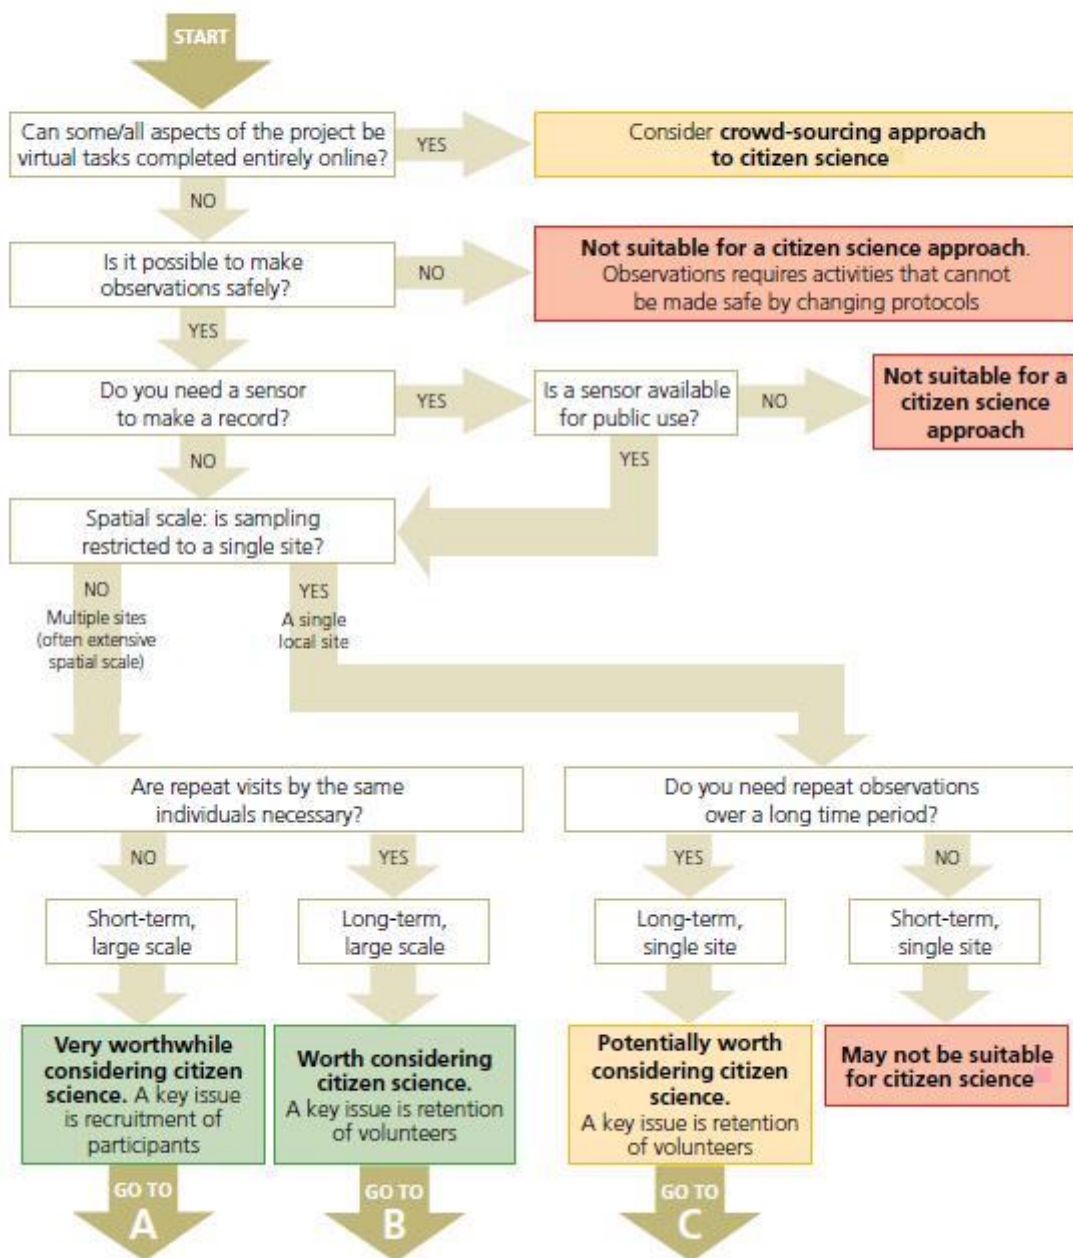 START
Can some/all aspects of the project be
virtual tasks completed entirely online?
YES
Consider crowd-sourcing approach
to citizen science
NO
Is it possible to make
observations safely?
NO
Not suitable for a citizen science approach.
Observations requires activities that cannot
be made safe by changing protocols
YES
Do you need a sensor
to make a record?
YES
Is a sensor available
for public use?
NO
Not suitable for a
citizen science
approach
NO
YES
Spatial scale: is sampling
restricted to a single site?
NO
Multiple sites
(often extensive
spatial scale)
YES
A single
local site
Are repeat visits by the same
individuals necessary?
Do you need repeat observations
over a long time period?
NO
YES
YES
NO
Short-term,
large scale
Long-term,
large scale
Long-term,
single site
Short-term,
single site
Very worthwhile
considering citizen
science. A key issue
is recruitment of
participants
Worth considering
citizen science.
A key issue is retention
of volunteers
Potentially worth
considering citizen
science.
A key issue is retention
of volunteers
May not be suitable
for citizen science
GO TO
A
GO TO
B
GO TO
C